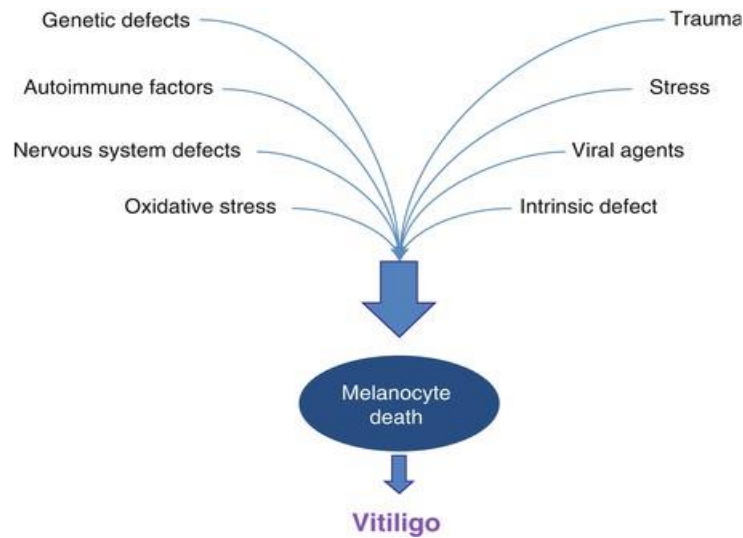 Genetic defects
Trauma
Autoimmune factors
Stress
Nervous system defects
Viral agents
Oxidative stress
Intrinsic defect
Melanocyte
death
Vitiligo